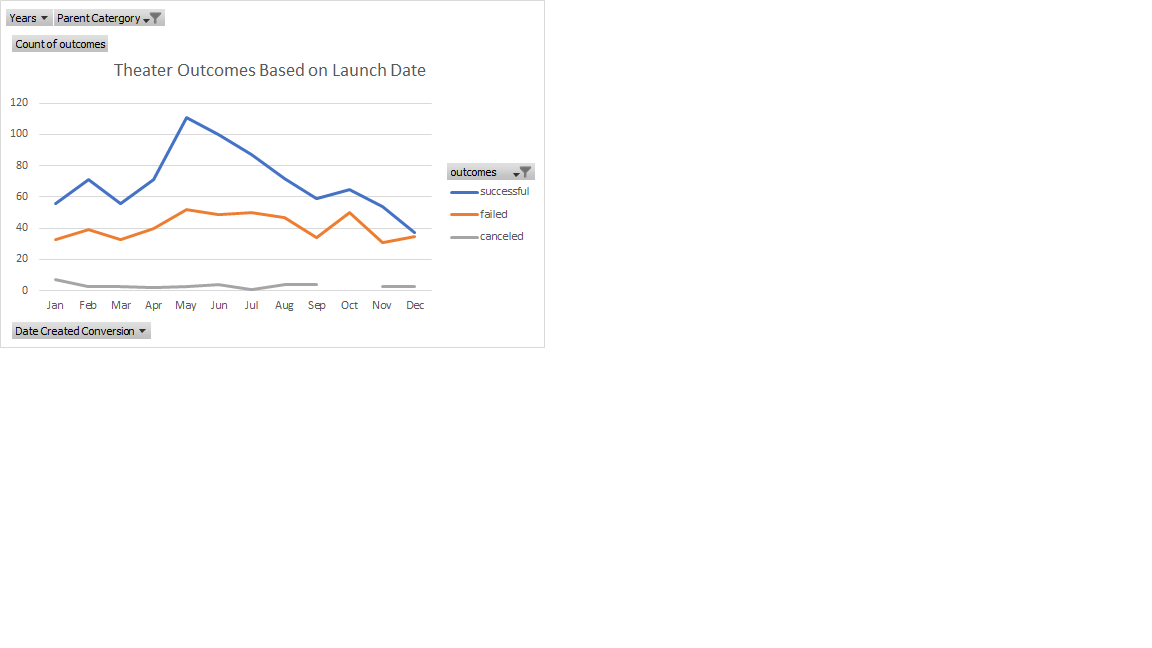 Years Parent Catergory
Count of outcomes
Theater Outcomes Based on Launch Date
120
100
80
60
40
20
0
Jan Feb Mar Apr May Jun Jul Aug Sep Oct Nov Dec
outcomes
successful
failed
canceled
Date Created Conversion